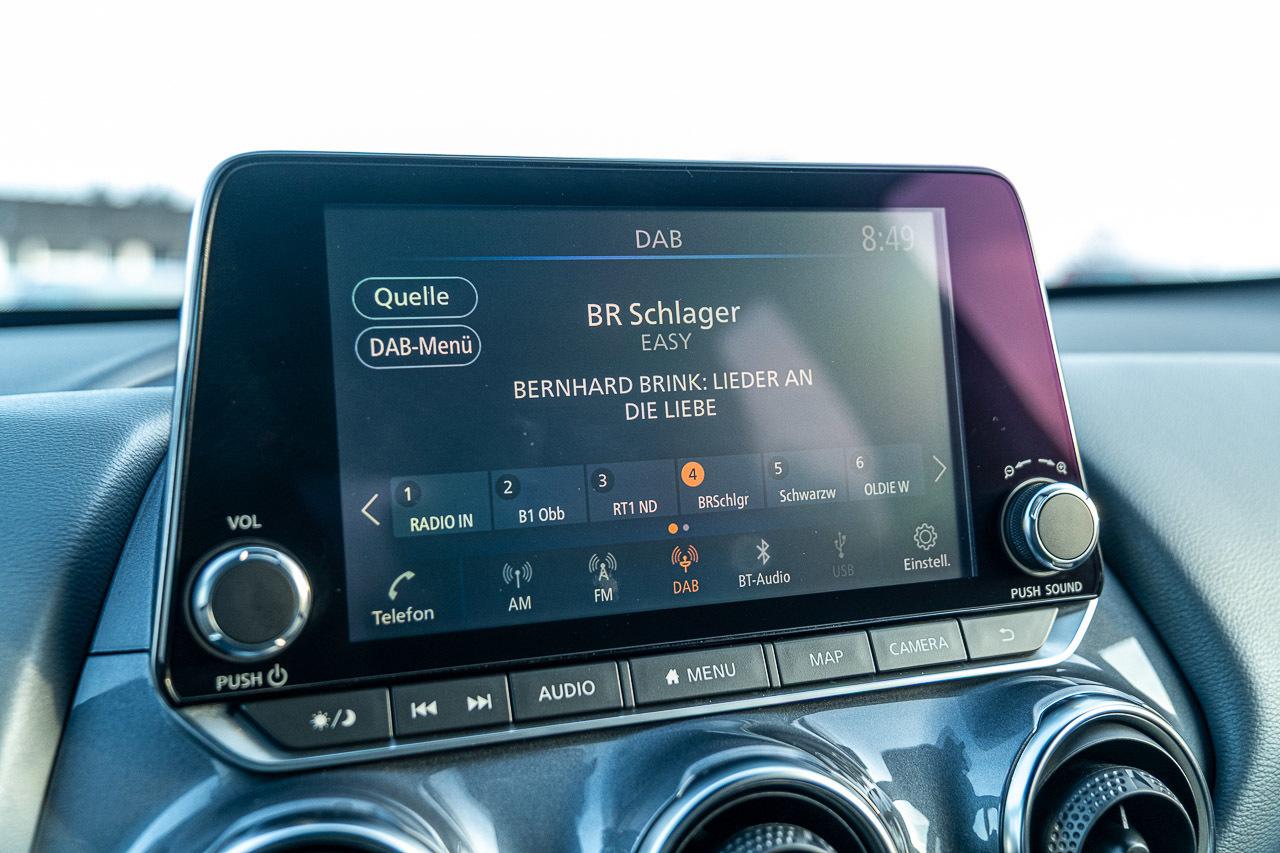 DAB
8:49
Quelle
DAB-Menü
BR Schlager
EASY
BERNHARD BRINK: LIEDER AN
DIE LIEBE
1
RADIO IN
2
B1 Obb
3
RT1 ND
4
BRSchlgr
5
Schwarzw
6
OLDIE W
Telefon
AM
FM
DAB
BT-Audio
USB
Einstell.
VOL
PUSH
PUSH SOUND
AUDIO
MENU
MAP
CAMERA